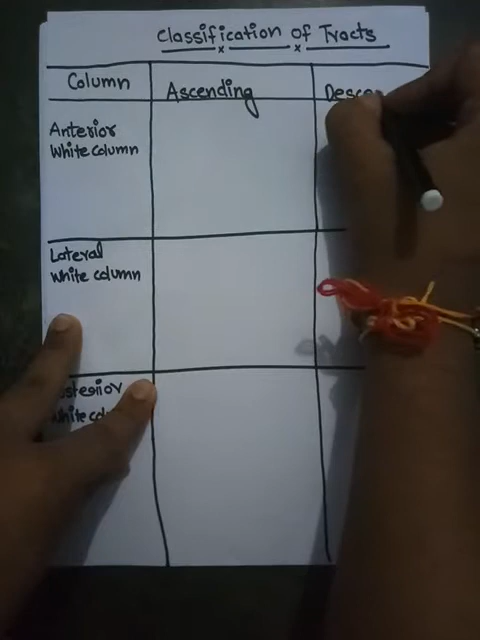 Classification of Tracts
Column
Ascending
Anterior
White column
Lateral
White column